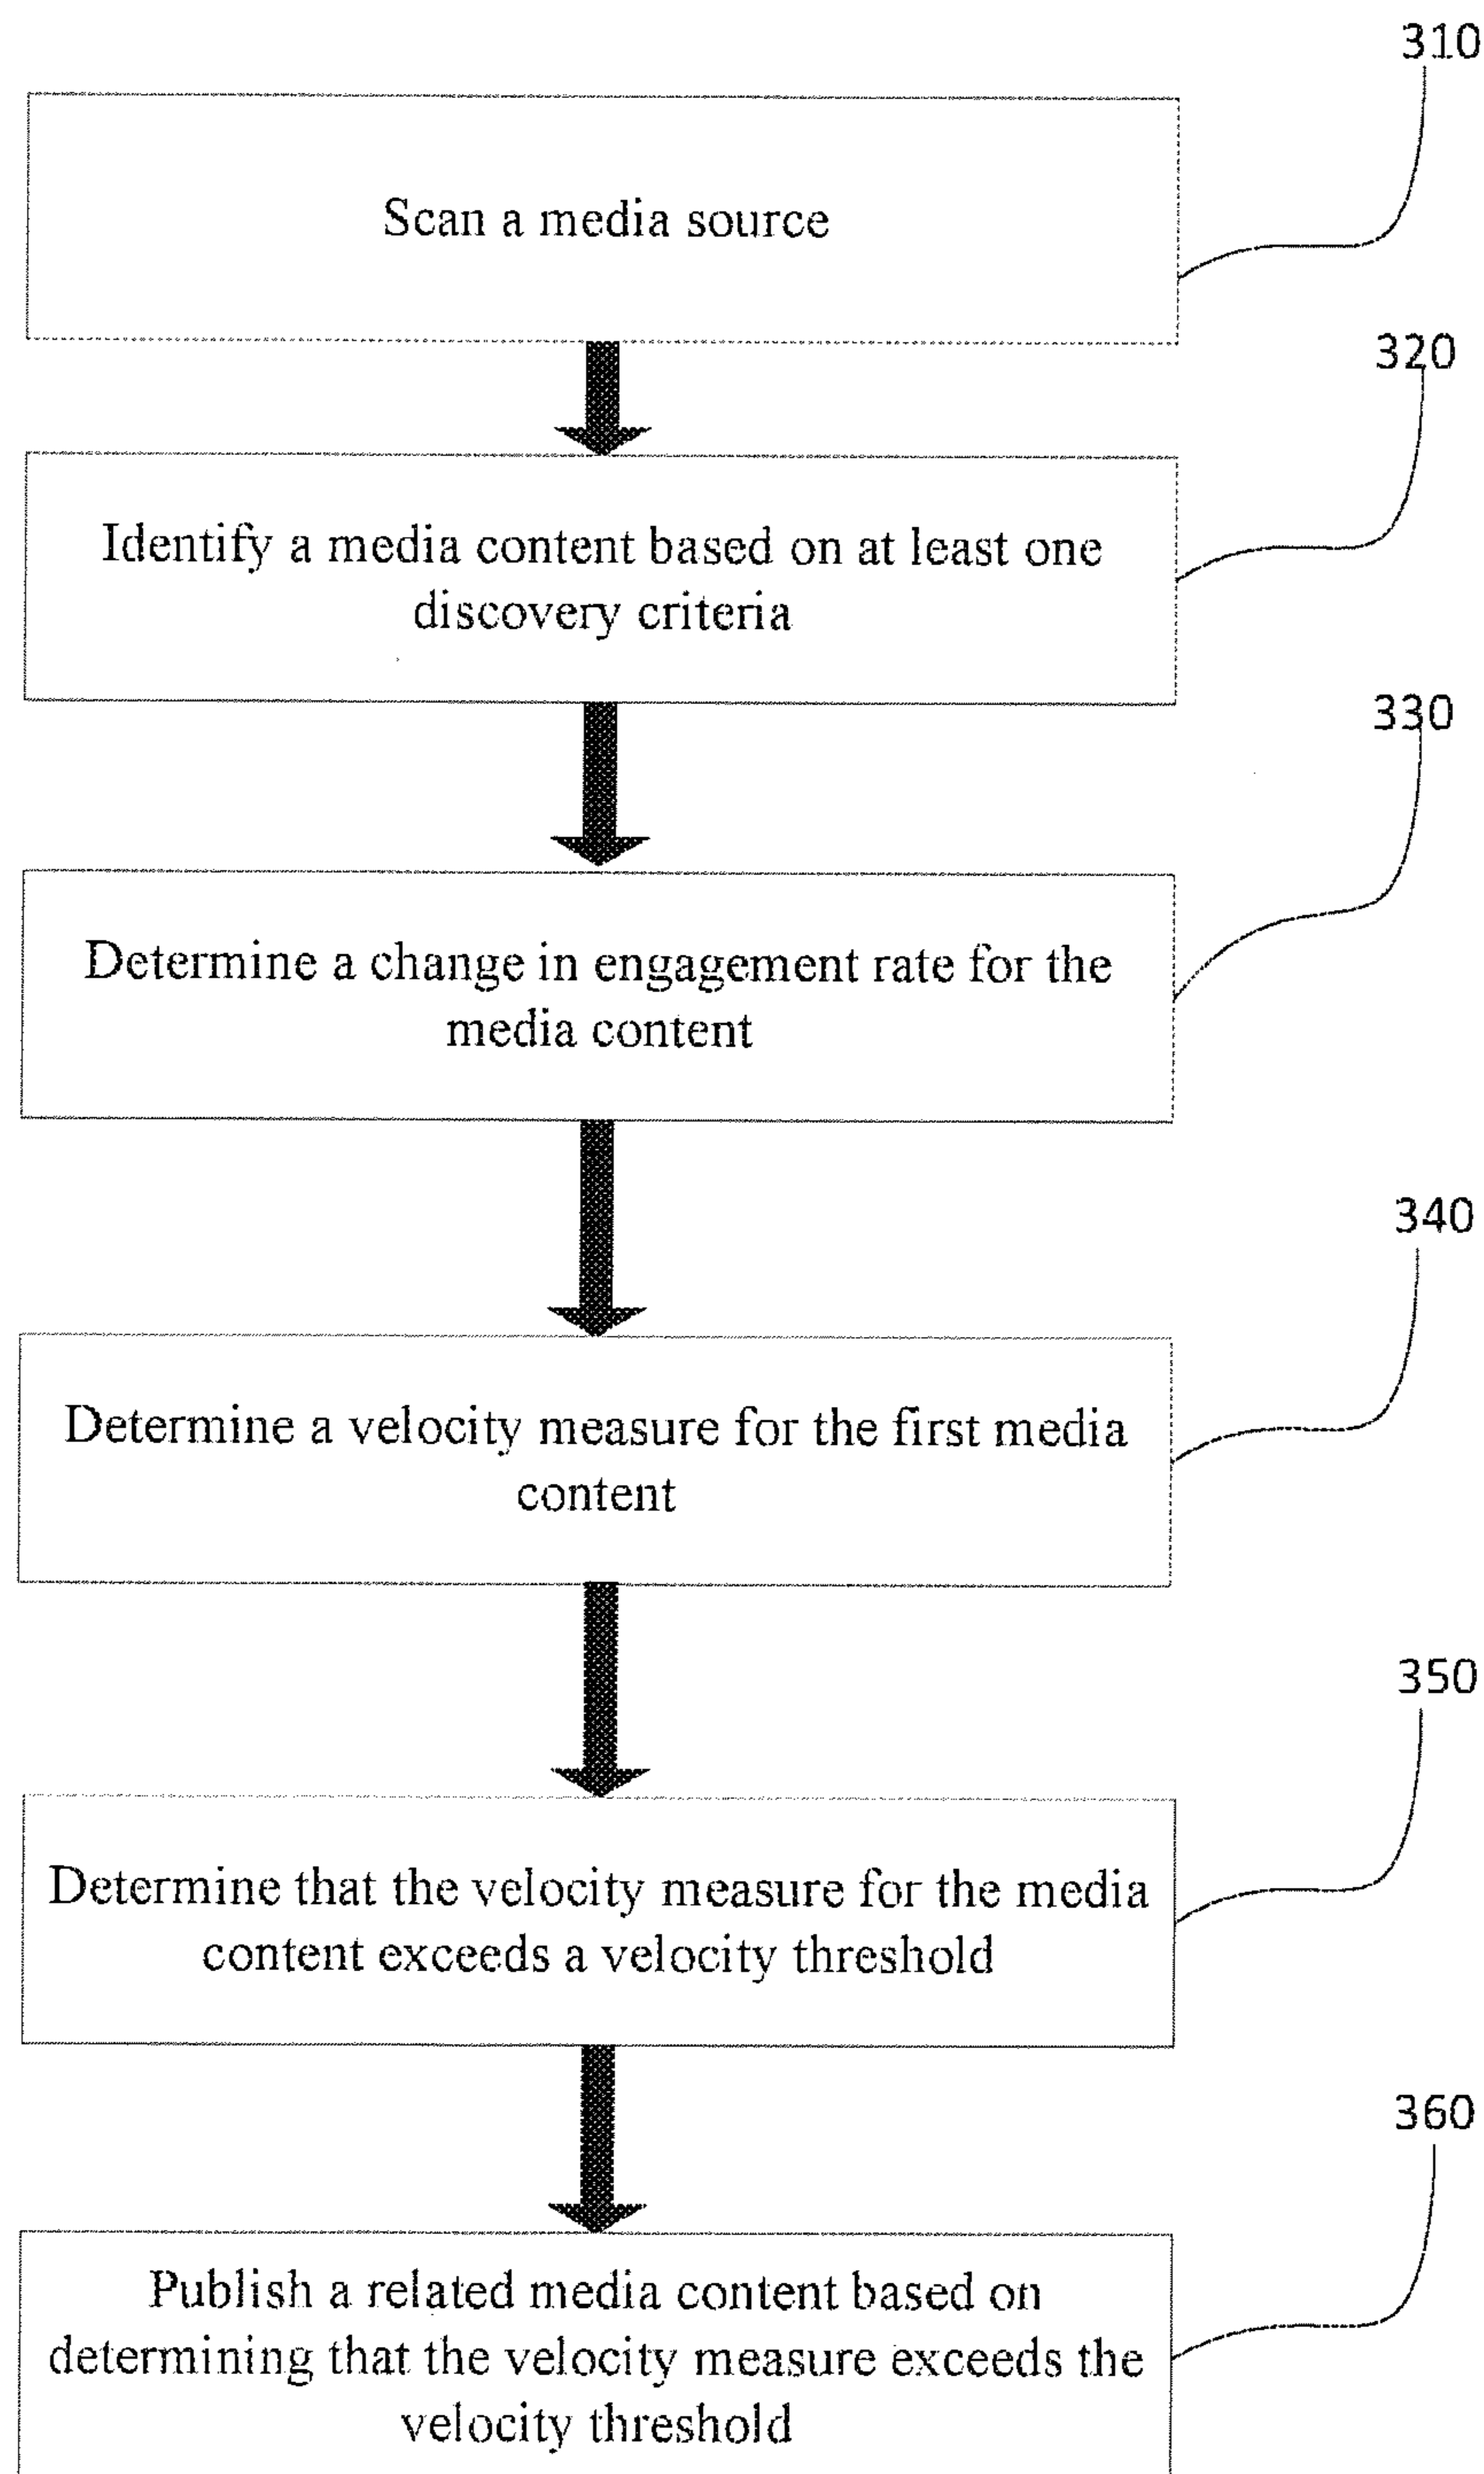 310
Scan a media source
320
Identify a media content based on at least one
discovery criteria
330
Determine a change in engagement rate for the
media content
340
Determine a velocity measure for the first media
content
350
Determine that the velocity measure for the media
content exceeds a velocity threshold
360
Publish a related media content based on
determining that the velocity measure exceeds the
velocity threshold